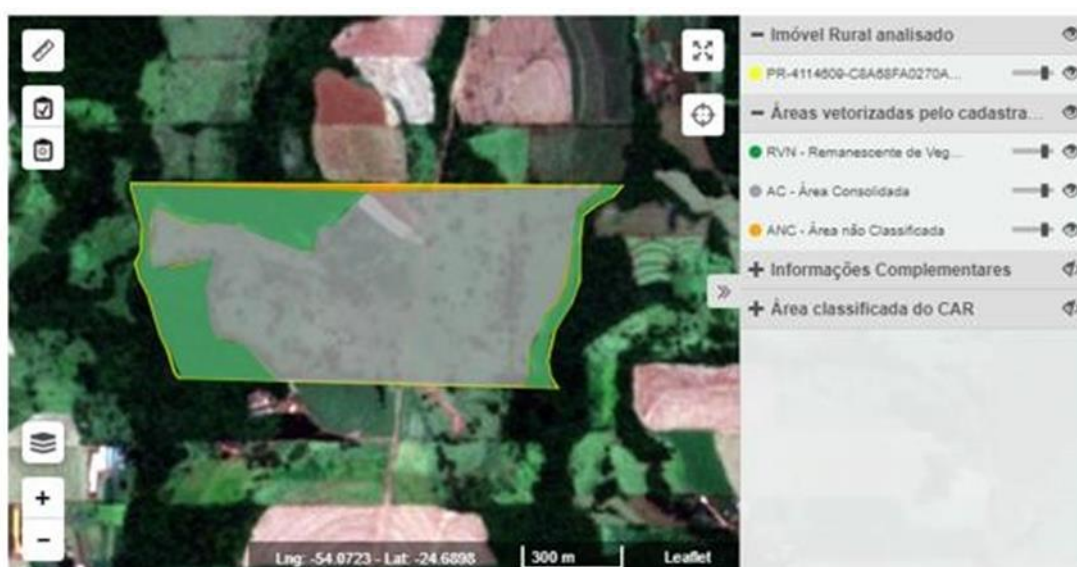 Imóvel Rural analisado
PR-4114609-C8A68FA0270A...
Áreas vetorizadas pelo cadastra...
RVN - Remanescente de Veg...
AC - Área Consolidada
ANC - Área não Classificada
Informações Complementares
Área classificada do CAR
Lng: -54.0723 - Lat: -24.6898
300 m
Leaflet